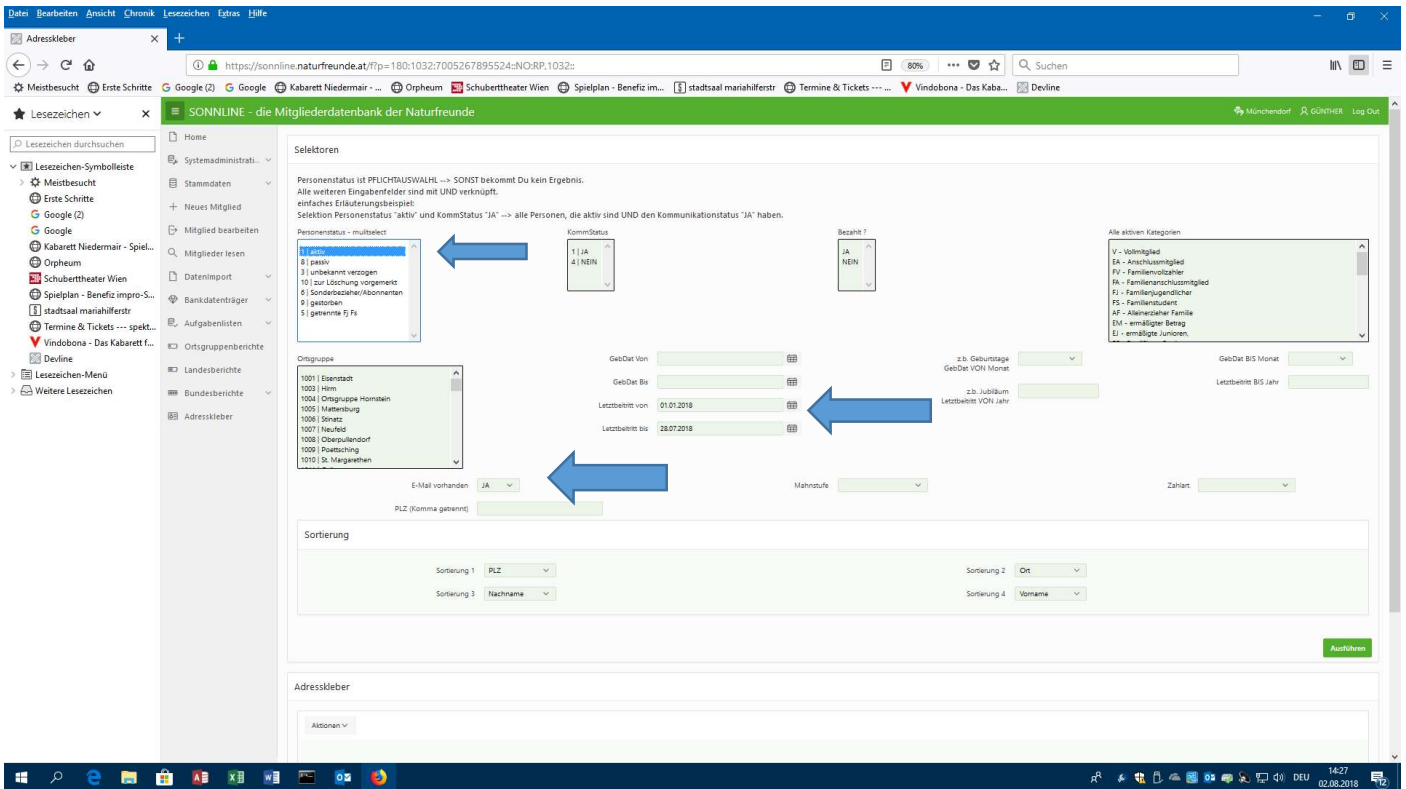 Datei Bearbeiten Ansicht Chronik Lesezeichen Extras Hilfe
Adresskleber
https://sonnline.naturfreunde.at/f?p=180:1032:7005267895524::NO:RP,1032::
80%
Suchen
Meistbesucht Erste Schritte Google (2) Google Kabarett Niedermair - ... Orpheum Schuberttheater Wien Spielplan - Benefiz im... stadtsaal mariahilferstr Termine & Tickets --- ... Vindobona - Das Kaba... Devline
Lesezeichen
Lesezeichen durchsuchen
Lesezeichen-Symbolleiste
Meistbesucht
Erste Schritte
Google (2)
Google
Kabarett Niedermair - Spiel...
Orpheum
Schuberttheater Wien
Spielplan - Benefiz impro-S...
stadtsaal mariahilferstr
Termine & Tickets --- spekt...
Vindobona - Das Kabarett f...
Devline
Lesezeichen-Menü
Weitere Lesezeichen
SONNLINE - die Mitgliederdatenbank der Naturfreunde
Münchendorf GÜNTHER Log Out
Home
Systemadministrati...
Stammdaten
Neues Mitglied
Mitglied bearbeiten
Mitglieder lesen
Datenimport
Bankdatenträger
Aufgabenlisten
Ortsgruppenberichte
Landesberichte
Bundesberichte
Adresskleber
Selektoren
Personenstatus ist PFLICHTAUSWALHL --> SONST bekommt Du kein Ergebnis.
Alle weiteren Eingabenfelder sind mit UND verknüpft.
einfaches Erläuterungsbeispiel:
Selektion Personenstatus "aktiv" und KommStatus "JA" --> alle Personen, die aktiv sind UND den Kommunikationstatus "JA" haben.
Personenstatus - mulitselect
1 | aktiv
8 | passiv
3 | unbekannt verzogen
10 | zur Löschung vorgemerkt
6 | Sonderbezieher/Abonnenten
9 | gestorben
5 | getrennte Fj Fs
KommStatus
1 | JA
4 | NEIN
Bezahlt ?
JA
NEIN
Alle aktiven Kategorien
V - Vollmitglied
EA - Anschlussmitglied
FV - Familienvollzahler
FA - Familienanschlussmitglied
FJ - Familienjugendlicher
FS - Familienstudent
AF - Alleinerzieher Familie
EM - ermäßigter Betrag
EJ - ermäßigte Junioren,
Ortsgruppe
1001 | Eisenstadt
1003 | Hirm
1004 | Ortsgruppe Hornstein
1005 | Mattersburg
1006 | Stinatz
1007 | Neufeld
1008 | Oberpullendorf
1009 | Poettsching
1010 | St. Margarethen
GebDat Von
GebDat Bis
Letztbeitritt von 01.01.2018
Letztbeitritt bis 28.07.2018
z.b. Geburtstage
GebDat VON Monat
z.b. Jubiläum
Letztbeitritt VON Jahr
GebDat BIS Monat
Letztbeitritt BIS Jahr
E-Mail vorhanden JA
Mahnstufe
Zahlart
PLZ (Komma getrennt)
Sortierung
Sortierung 1 PLZ
Sortierung 2 Ort
Sortierung 3 Nachname
Sortierung 4 Vorname
Ausführen
Adresskleber
Aktionen
DEU
14:27
02.08.2018
12